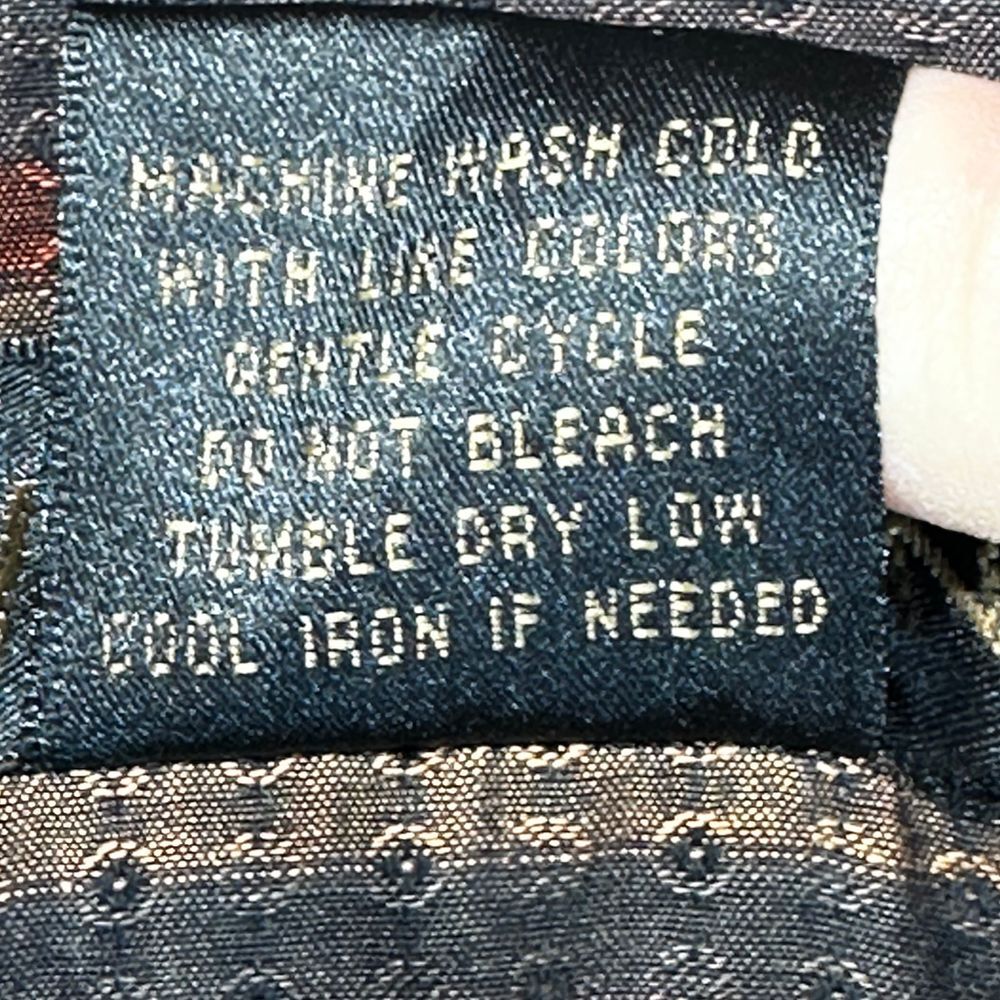 MACHINE WASH COLD
WITH LIKE COLORS
GENTLE CYCLE
DO NOT BLEACH
TUMBLE DRY LOW
COOL IRON IF NEEDED